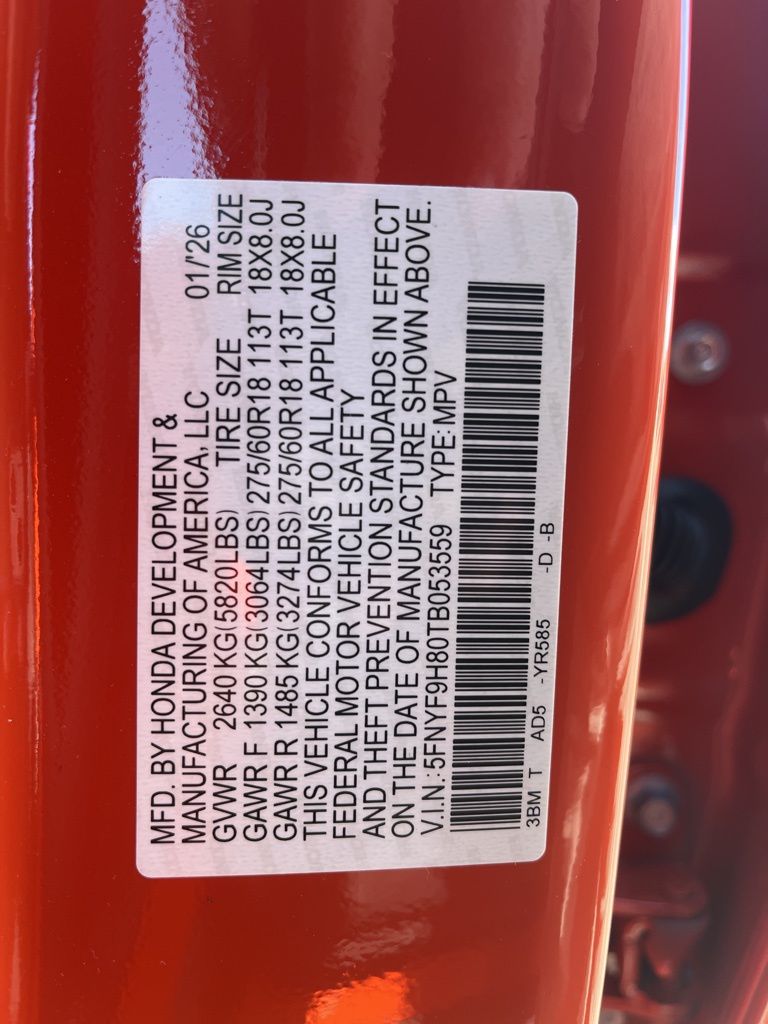 MFD. BY HONDA DEVELOPMENT &
MANUFACTURING OF AMERICA, LLC 01/'26
GVWR 2640 KG(5820LBS) TIRE SIZE RIM SIZE
GAWR F 1390 KG(3064LBS) 275/60R18 113T 18X8.0J
GAWR R 1485 KG(3274LBS) 275/60R18 113T 18X8.0J
THIS VEHICLE CONFORMS TO ALL APPLICABLE
FEDERAL MOTOR VEHICLE SAFETY
AND THEFT PREVENTION STANDARDS IN EFFECT
ON THE DATE OF MANUFACTURE SHOWN ABOVE.
V.I.N.:5FNYF9H80TB053559 TYPE: MPV
3BM T AD5 -YR585 -D -B